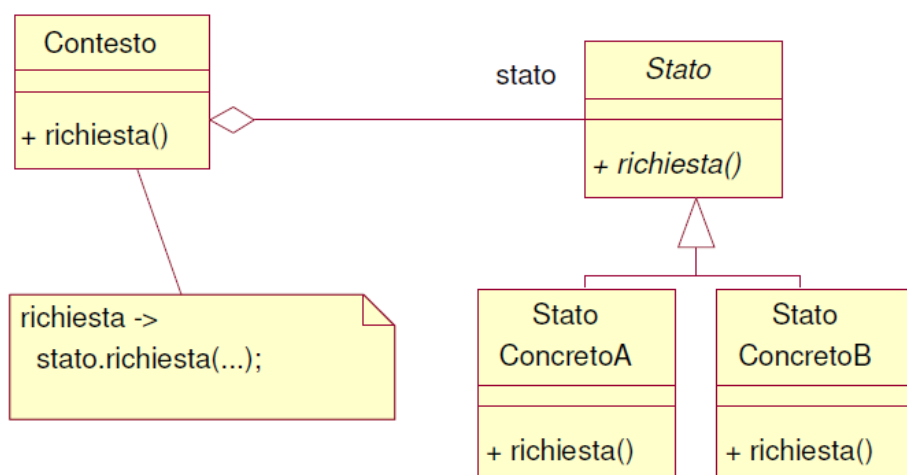 Contesto
+ richiesta()
stato
Stato
+ richiesta()
richiesta ->
stato.richiesta(...);
Stato
ConcretoA
+ richiesta()
Stato
ConcretoB
+ richiesta()